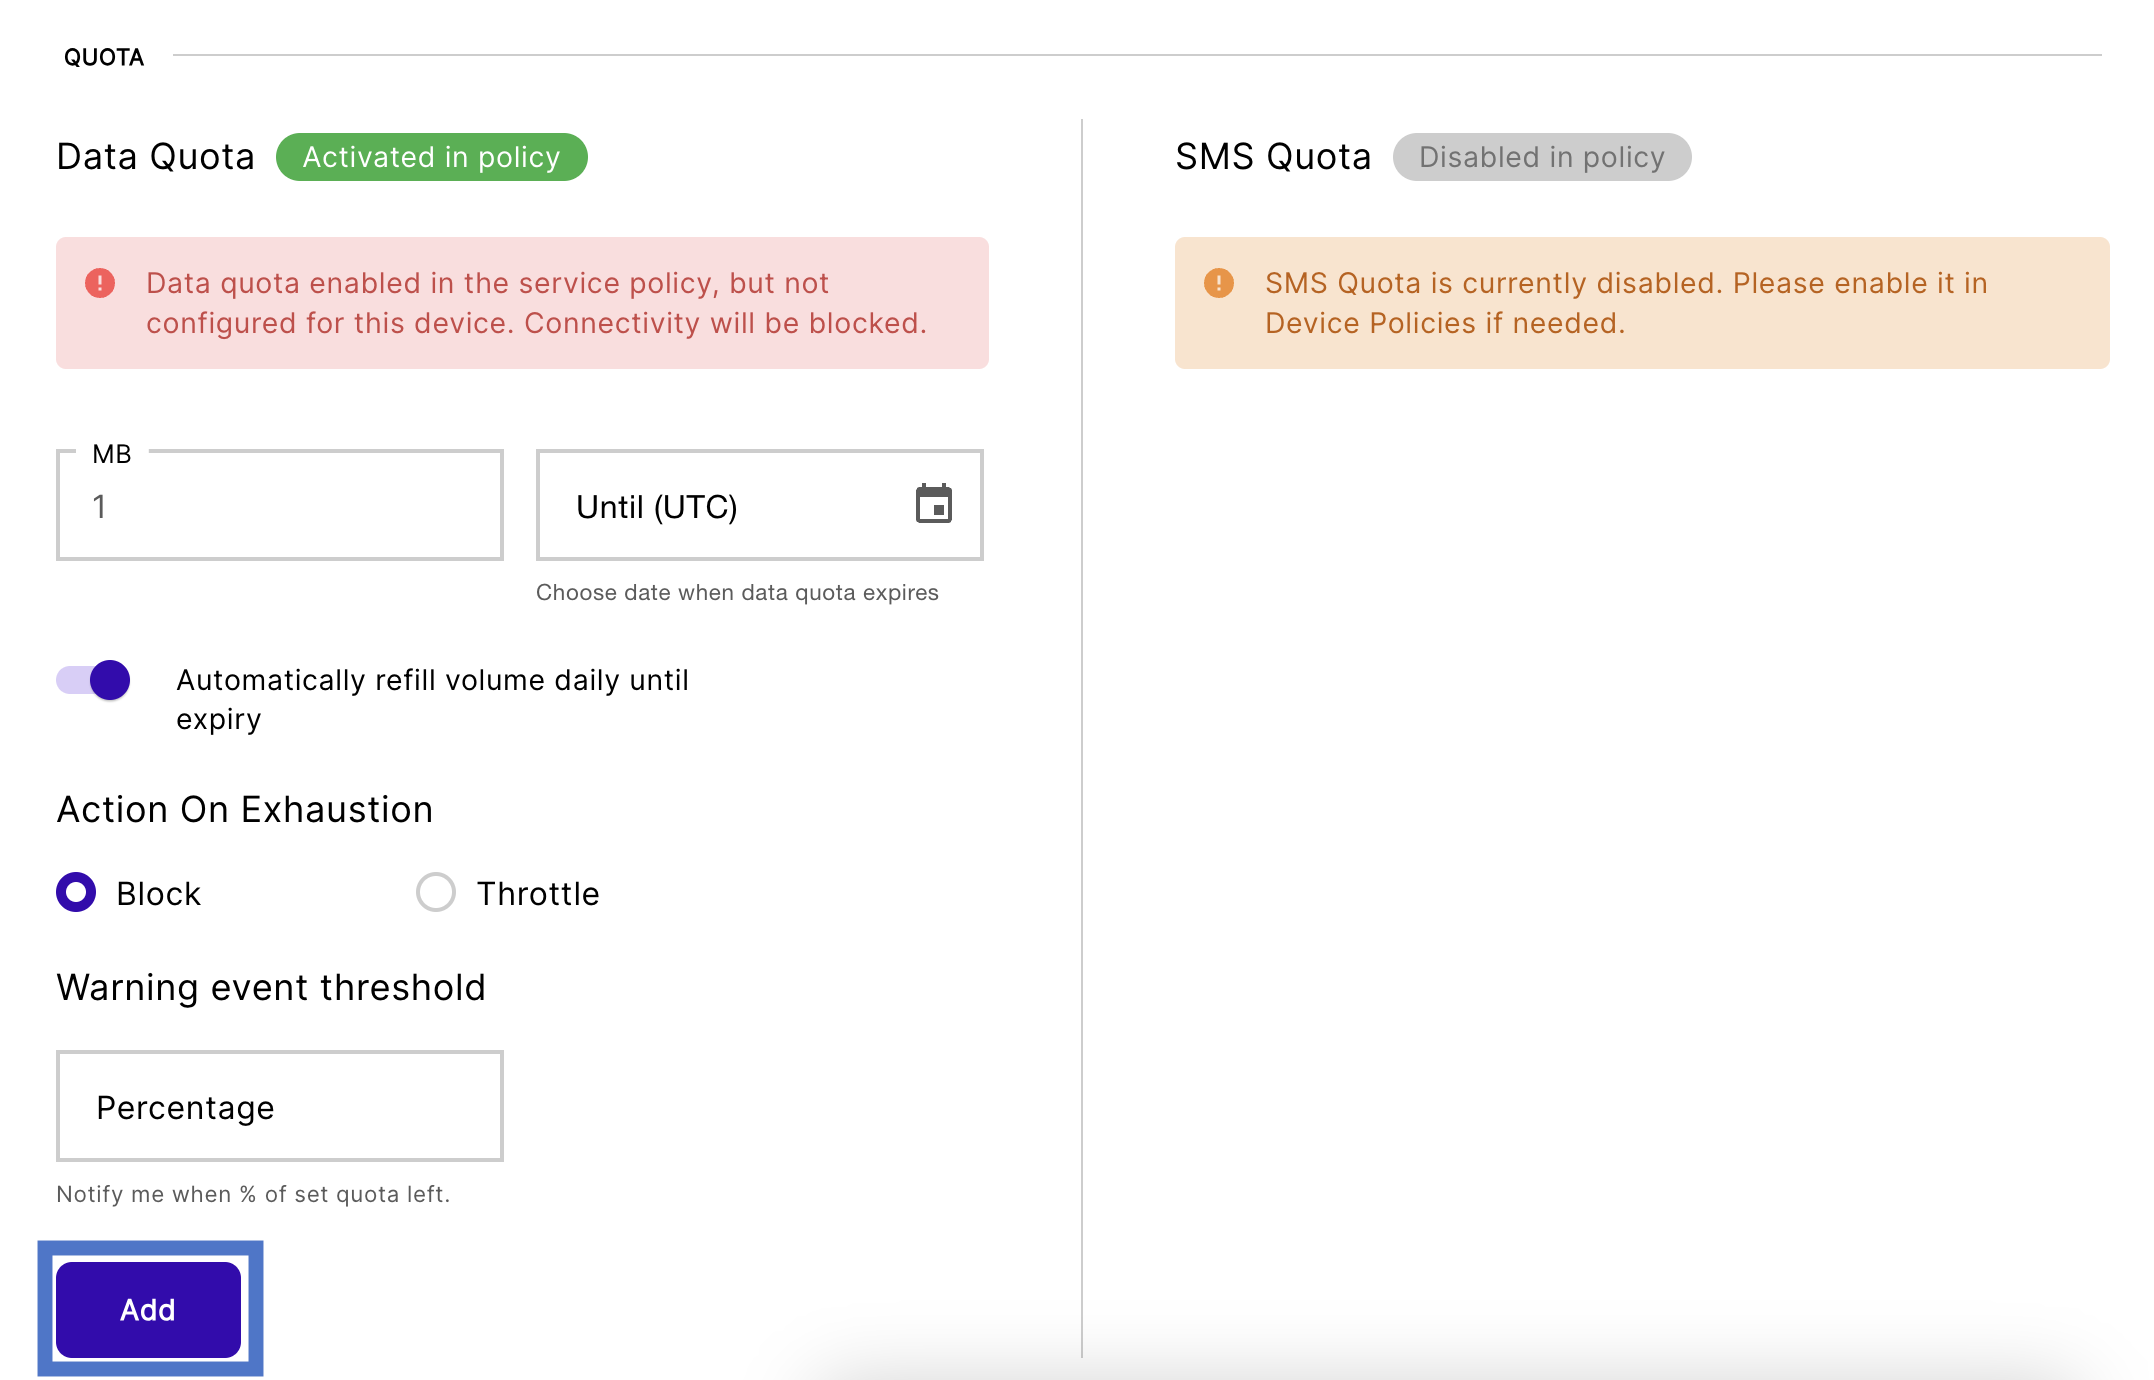 QUOTA
Data Quota
Activated in policy
Data quota enabled in the service policy, but not
configured for this device. Connectivity will be blocked.
MB
1
Until (UTC)
Choose date when data quota expires
Automatically refill volume daily until
expiry
Action On Exhaustion
Block
Throttle
Warning event threshold
Percentage
Notify me when % of set quota left.
Add
SMS Quota
Disabled in policy
SMS Quota is currently disabled. Please enable it in
Device Policies if needed.